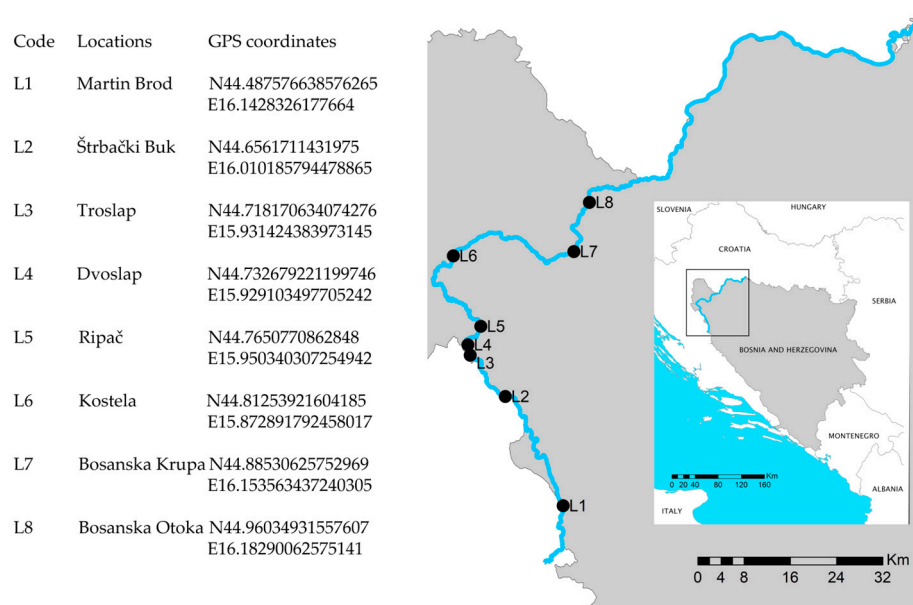 Code Locations GPS coordinates
L1 Martin Brod N44.487576638576265
E16.1428326177664
L2 Štrbački Buk N44.6561711431975
E16.010185794478865
L3 Troslap N44.718170634074276
E15.931424383973145
L4 Dvoslap N44.732679221199746
E15.929103497705242
L5 Ripač N44.7650770862848
E15.950340307254942
L6 Kostela N44.81253921604185
E15.872891792458017
L7 Bosanska Krupa N44.88530625752969
E16.153563437240305
L8 Bosanska Otoka N44.96034931557607
E16.18290062575141
L8
L7
L6
L5
L4
L3
L2
L1
SLOVENIA
HUNGARY
CROATIA
SERBIA
BOSNIA AND HERZEGOVINA
MONTENEGRO
ALBANIA
ITALY
Km
0 20 40 80 120 160
Km
0 4 8 16 24 32